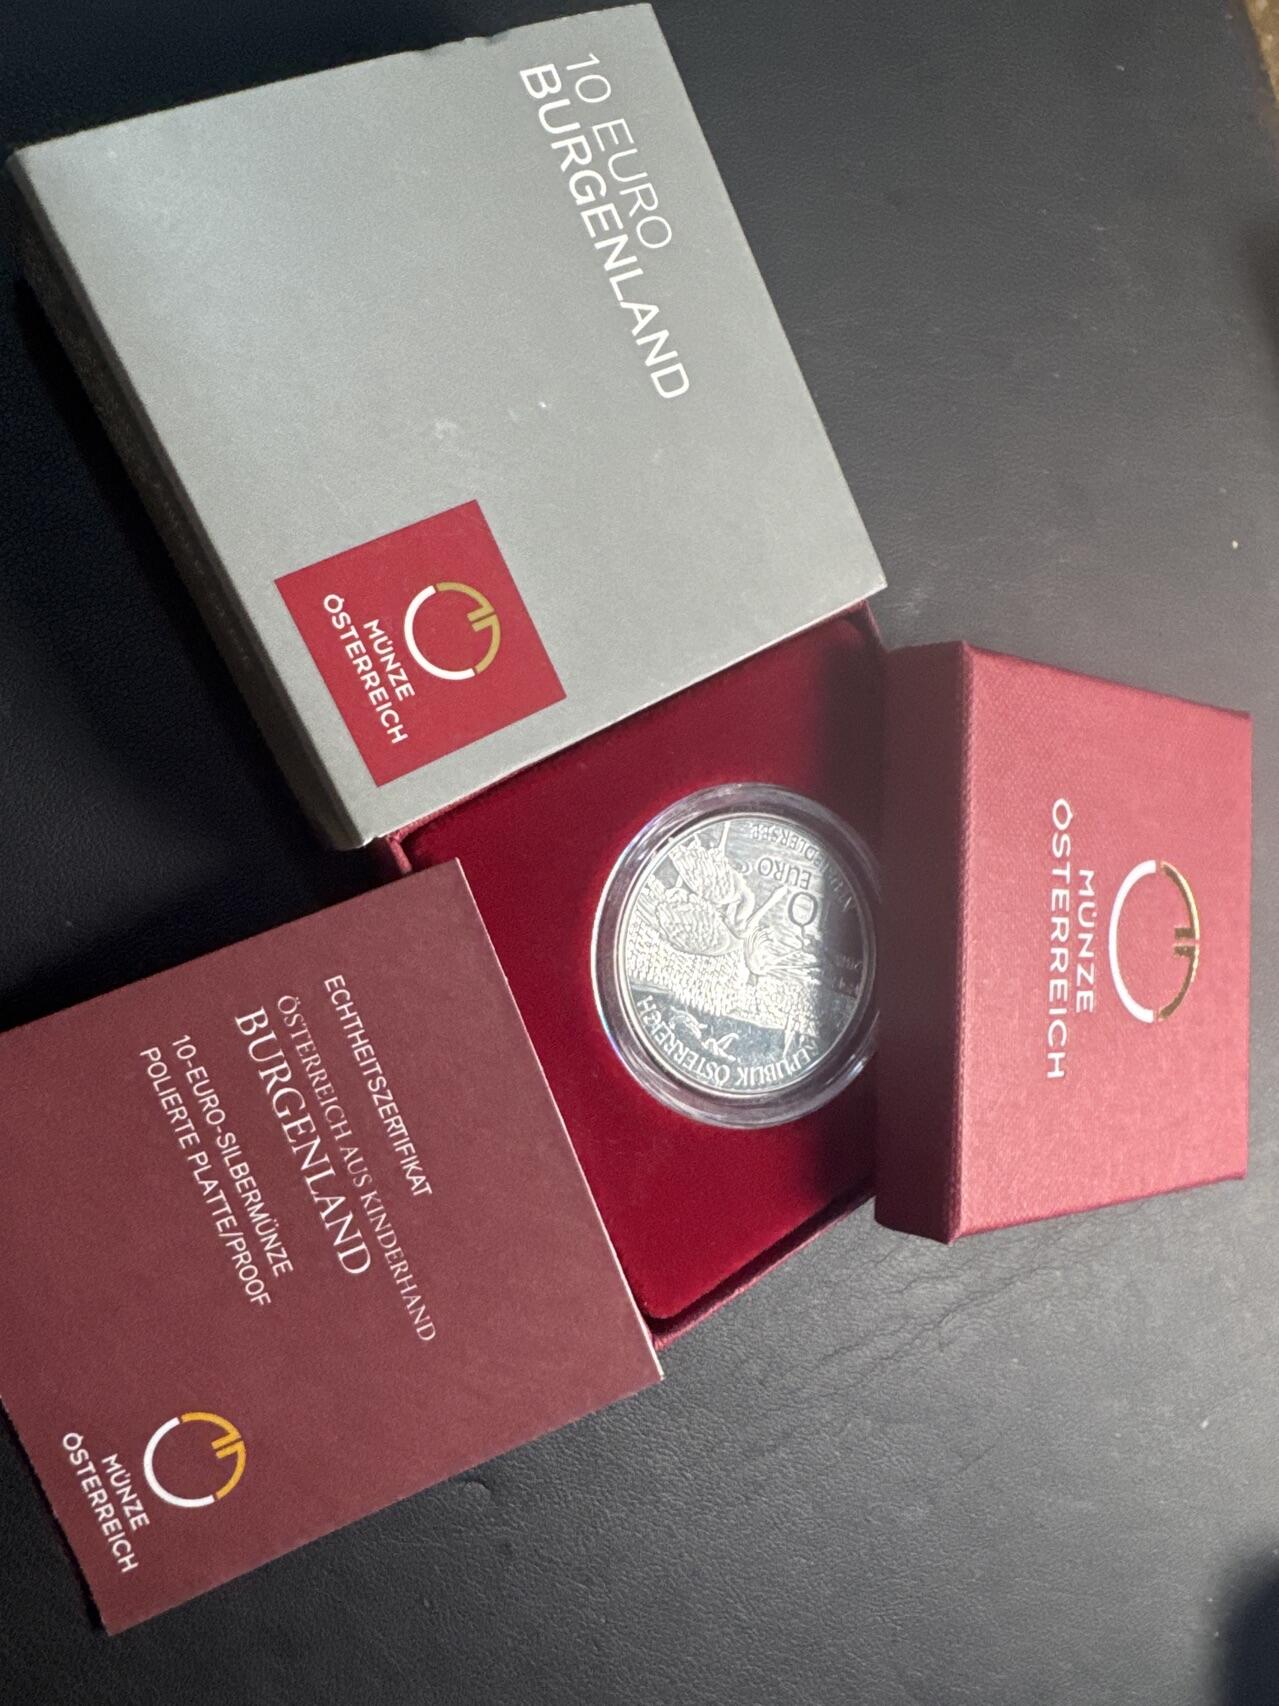 10 EURO
BURGENLAND
MÜNZE
ÖSTERREICH
MÜNZE
ÖSTERREICH
10
EURO
REPUBLIK ÖSTERREICH
ECHTHEITSZERTIFIKAT
ÖSTERREICH AUS KINDERHAND
BURGENLAND
10-EURO-SILBERMÜNZE
POLIERTE PLATTE/PROOF
MÜNZE
ÖSTERREICH